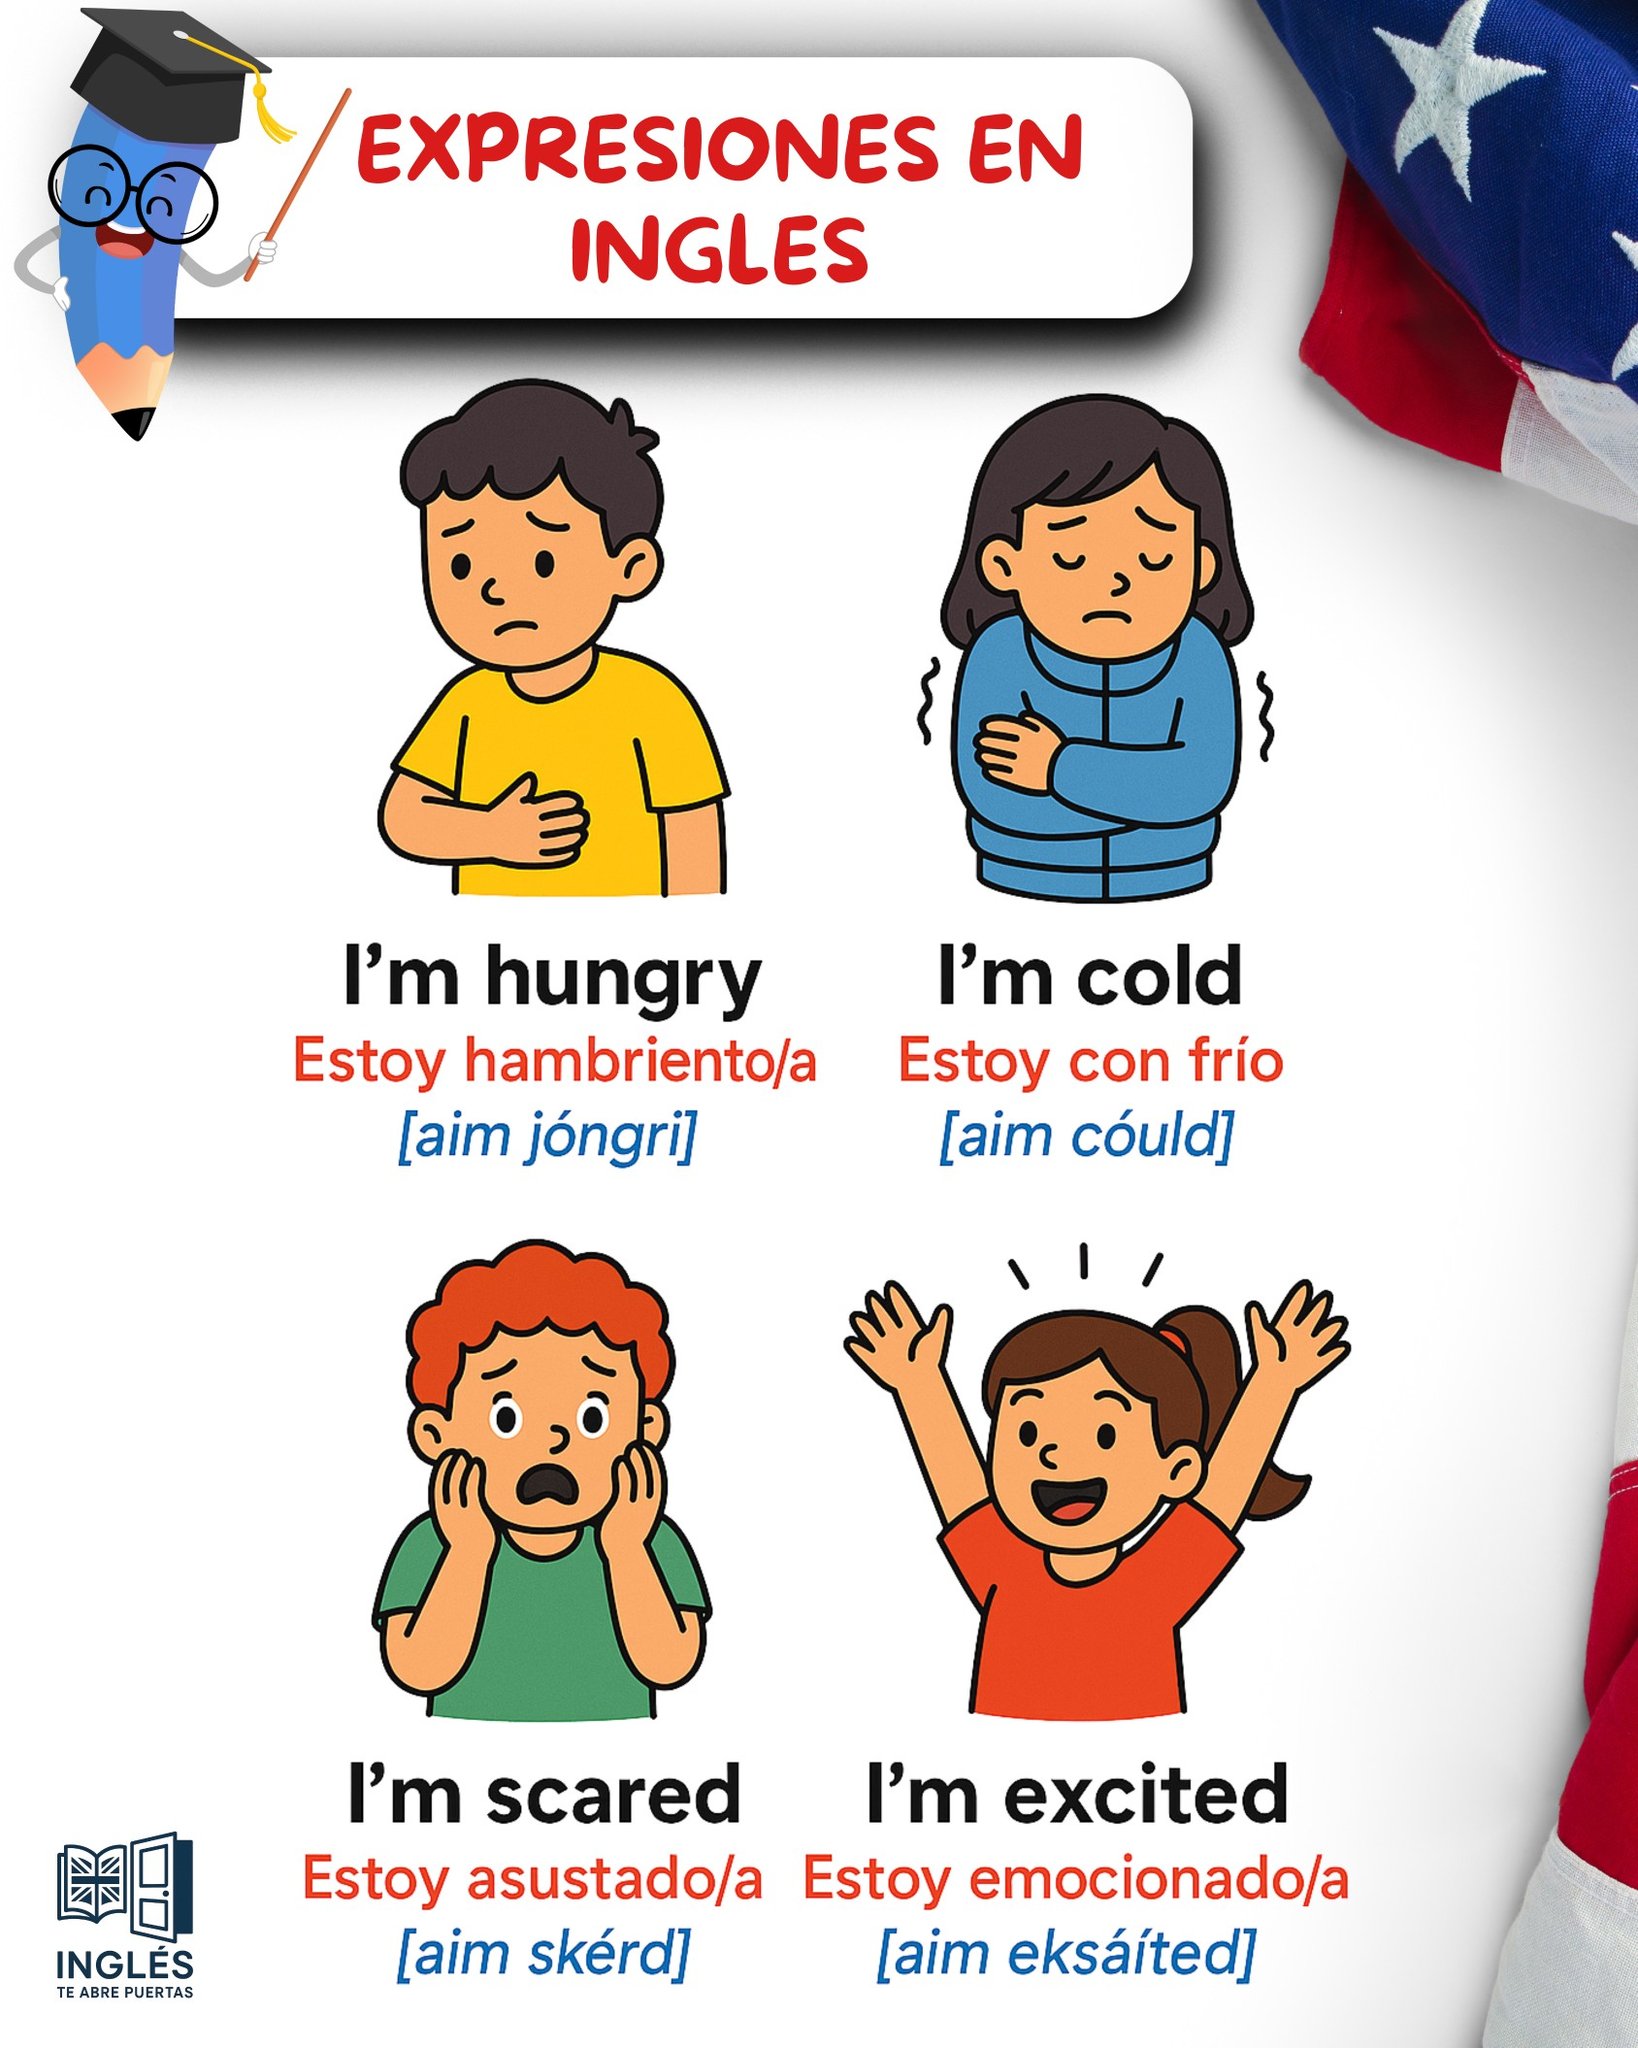 EXPRESIONES EN
INGLES
I'm hungry
Estoy hambriento/a
[aim jóngri]
I'm cold
Estoy con frío
[aim cóuld]
I'm scared
Estoy asustado/a
[aim skérd]
I'm excited
Estoy emocionado/a
[aim eksáíted]
INGLÉS
TE ABRE PUERTAS